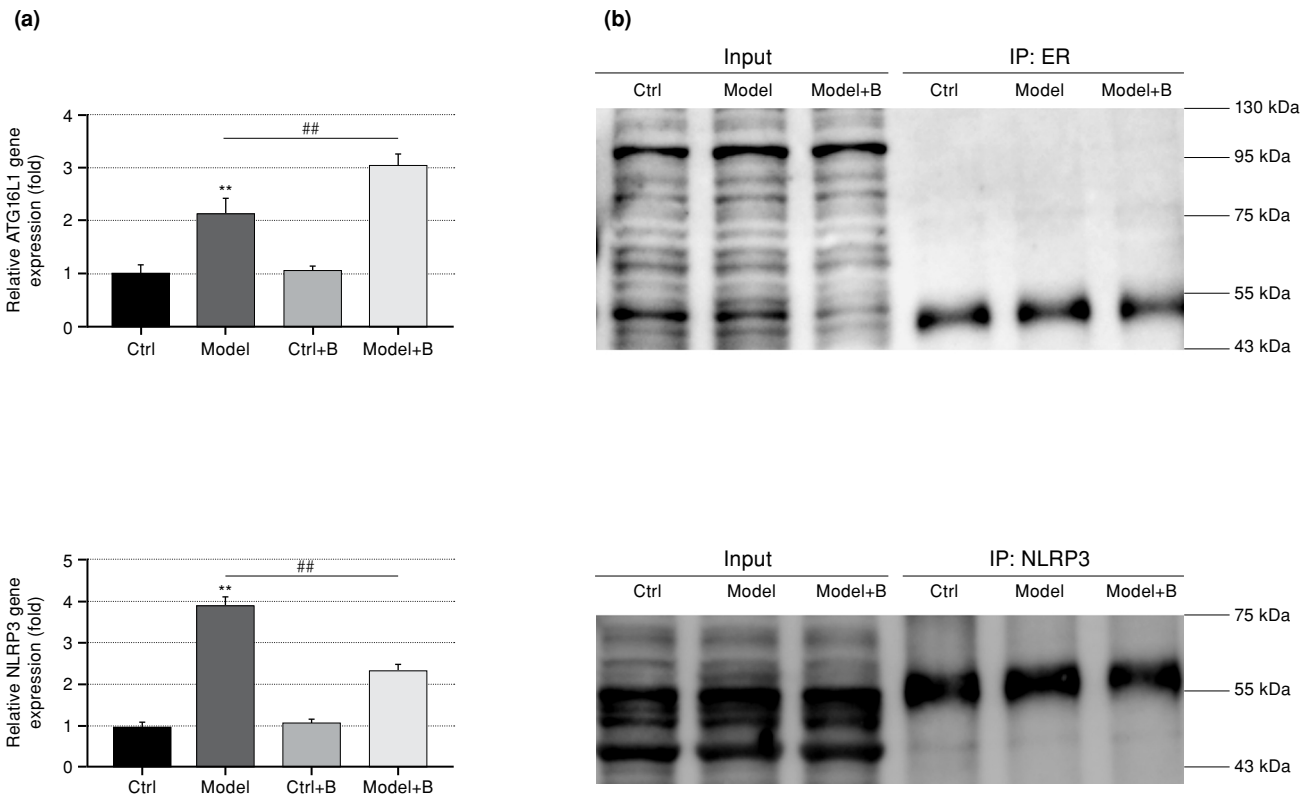 (a)
Relative ATG16L1 gene
expression (fold)
4
3
2
1
0
##
**
Ctrl Model Ctrl+B Model+B
(b)
Input IP: ER
Ctrl Model Model+B Ctrl Model Model+B
130 kDa
95 kDa
75 kDa
55 kDa
43 kDa
Relative NLRP3 gene
expression (fold)
5
4
3
2
1
0
##
**
Ctrl Model Ctrl+B Model+B
Input IP: NLRP3
Ctrl Model Model+B Ctrl Model Model+B
75 kDa
55 kDa
43 kDa